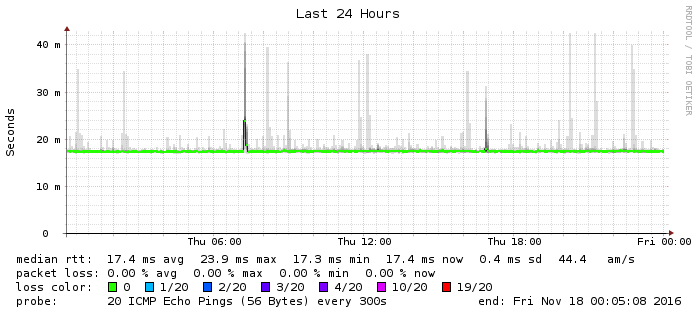 Last 24 Hours
RRDTOOL / TOBI OETIKER
Seconds
40 m
30 m
20 m
10 m
0
Thu 06:00 Thu 12:00 Thu 18:00 Fri 00:00
median rtt: 17.4 ms avg 23.9 ms max 17.3 ms min 17.4 ms now 0.4 ms sd 44.4 am/s
packet loss: 0.00 % avg 0.00 % max 0.00 % min 0.00 % now
loss color: 0 1/20 2/20 3/20 4/20 10/20 19/20
probe: 20 ICMP Echo Pings (56 Bytes) every 300s end: Fri Nov 18 00:05:08 2016